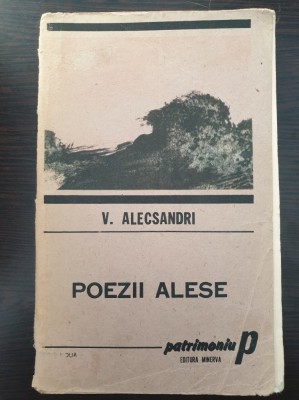 V. ALECSANDRI
POEZII ALESE
patrimoniu P
EDITURA MINERVA